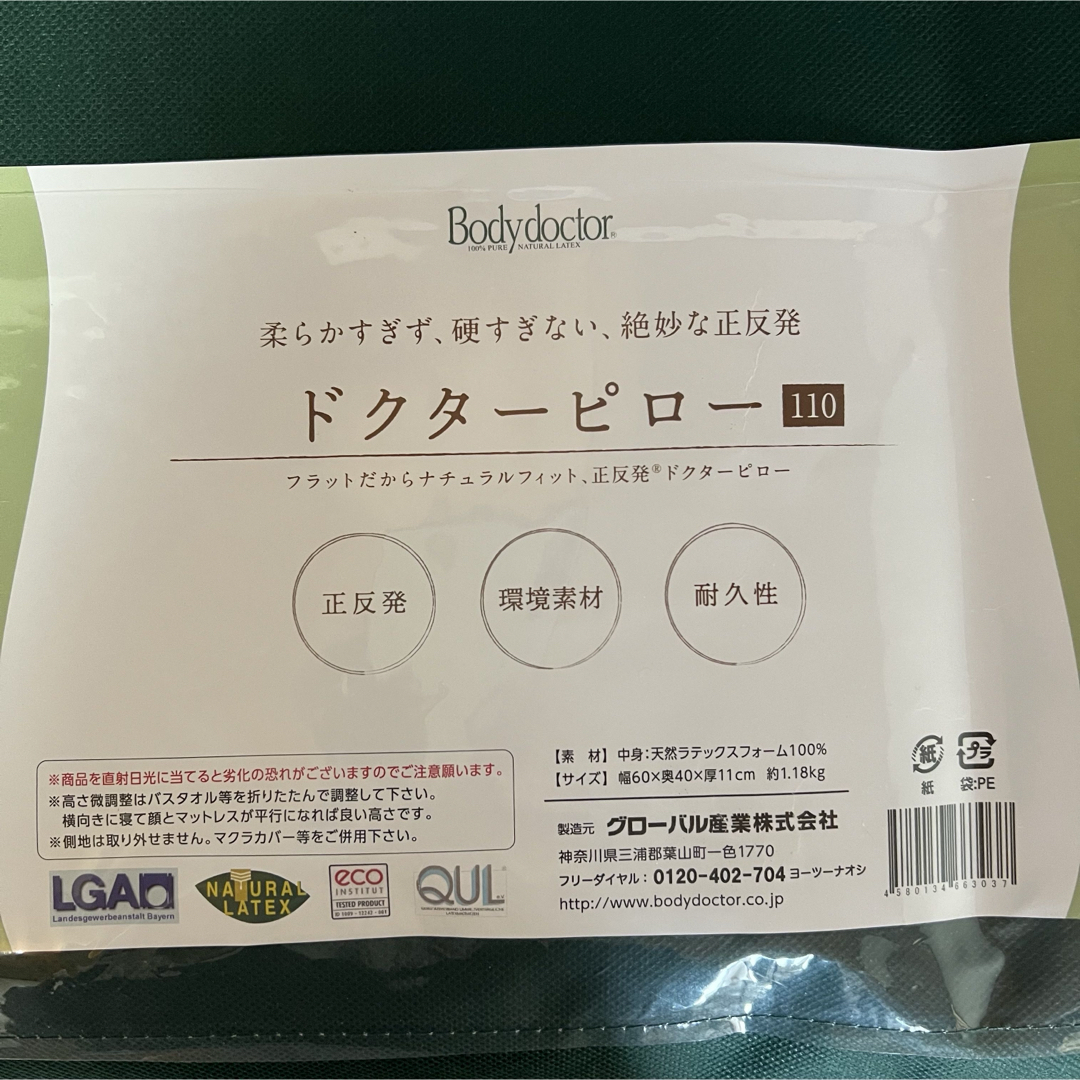 Bodydoctor®
100% PURE NATURAL LATEX
柔らかすぎず、硬すぎない、絶妙な正反発
ドクターピロー 110
フラットだからナチュラルフィット、正反発®ドクターピロー
正反発
環境素材
耐久性
※商品を直射日光に当てると劣化の恐れがございますのでご注意願います。
※高さ微調整はバスタオル等を折りたたんで調整して下さい。
横向きに寝て顔とマットレスが平行になれば良い高さです。
※側地は取り外せません。マクラカバー等をご併用下さい。
LGA
Landesgewerbeanstalt Bayern
NATURAL
LATEX
eco
INSTITUT
TESTED PRODUCT
QUL
【素 材】 中身：天然ラテックスフォーム100%
【サイズ】 幅60×奥40×厚11cm 約1.18kg
製造元 グローバル産業株式会社
神奈川県三浦郡葉山町一色1770
フリーダイヤル：0120-402-704 ヨーツーナオシ
http://www.bodydoctor.co.jp
紙
紙
プラ
袋:PE
4580134663037